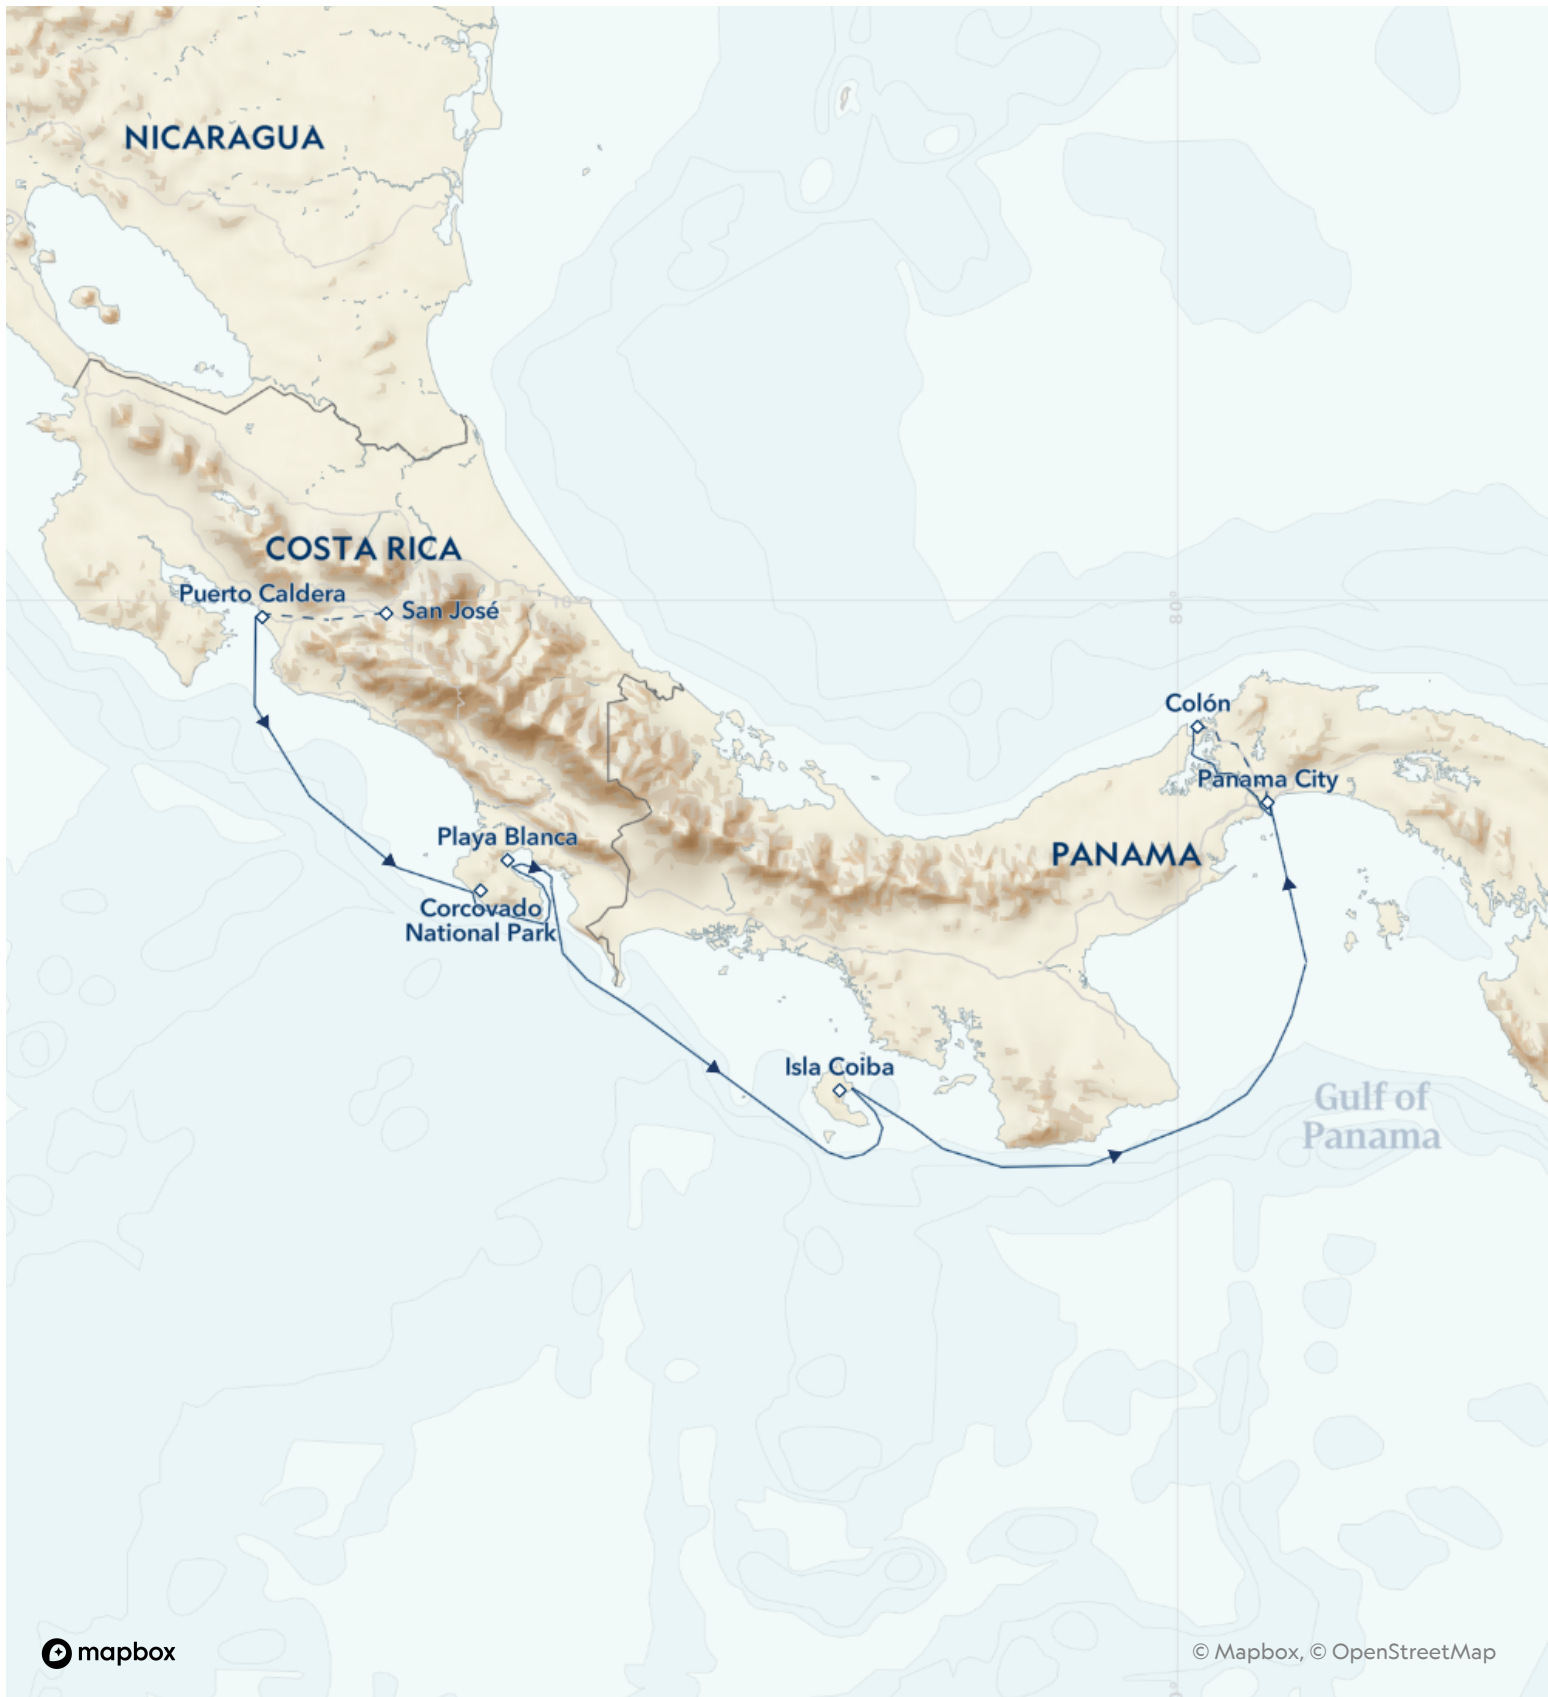 NICARAGUA
COSTA RICA
Puerto Caldera
San José
10°
80°
Colón
Panama City
Playa Blanca
PANAMA
Corcovado
National Park
Isla Coiba
Gulf of
Panama
mapbox
© Mapbox, © OpenStreetMap